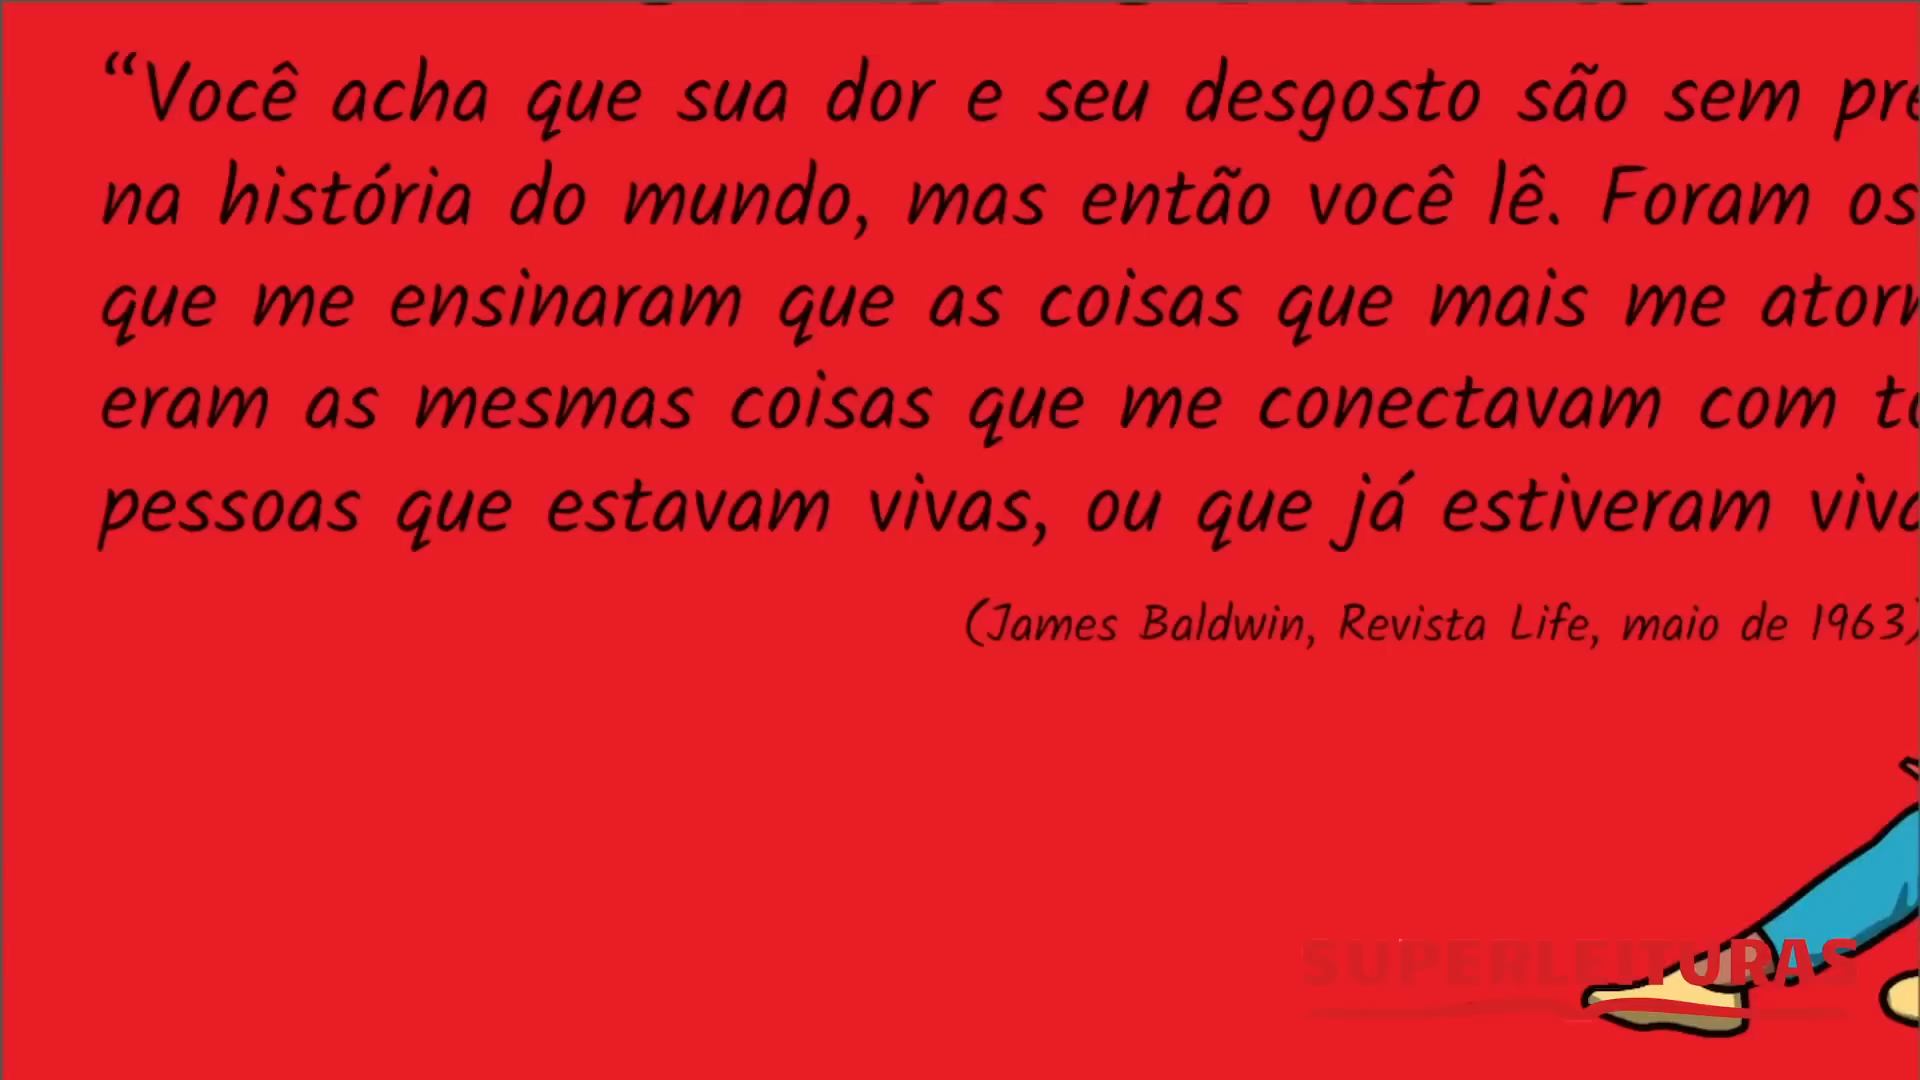 “Você acha que sua dor e seu desgosto são sem
na história do mundo, mas então você lê. Foram os
que me ensinaram que as coisas que mais me
eram as mesmas coisas que me conectavam com
pessoas que estavam vivas, ou que já estiveram
(James Baldwin, Revista Life, maio de 1963)
SUPERLEITURAS